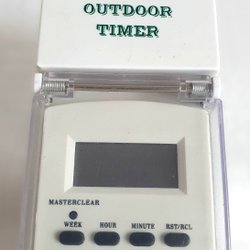 OUTDOOR
TIMER
MASTERCLEAR
WEEK HOUR MINUTE RST/RCL